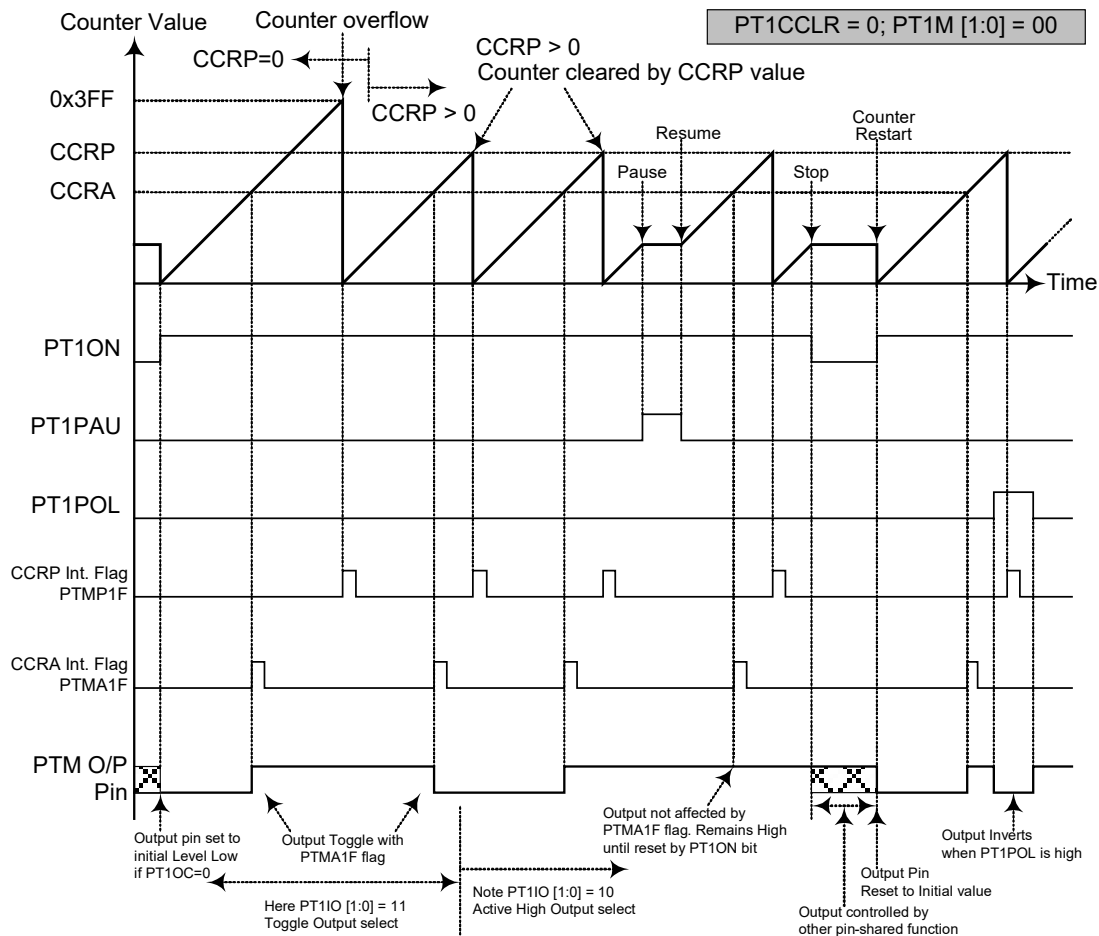 Counter Value
Counter overflow
PT1CCLR = 0; PT1M [1:0] = 00
CCRP=0
CCRP > 0
CCRP > 0
Counter cleared by CCRP value
0x3FF
CCRP
CCRA
Pause
Resume
Stop
Counter
Restart
Time
PT1ON
PT1PAU
PT1POL
CCRP Int. Flag
PTMP1F
CCRA Int. Flag
PTMA1F
PTM O/P
Pin
Output pin set to
initial Level Low
if PT1OC=0
Output Toggle with
PTMA1F flag
Output not affected by
PTMA1F flag. Remains High
until reset by PT1ON bit
Output Inverts
when PT1POL is high
Output Pin
Reset to Initial value
Here PT1IO [1:0] = 11
Toggle Output select
Note PT1IO [1:0] = 10
Active High Output select
Output controlled by
other pin-shared function